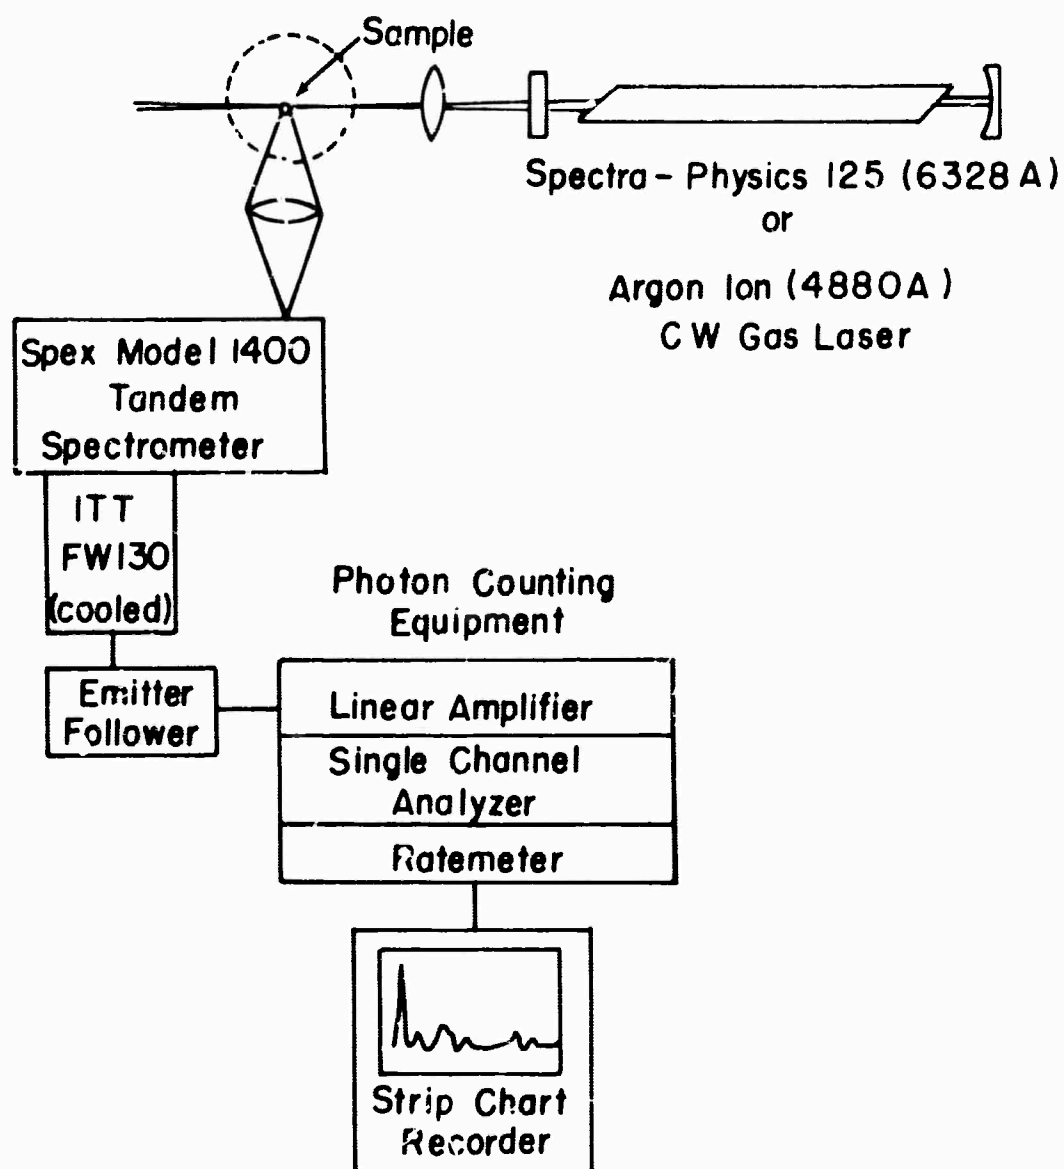 Sample
Spectra-Physics 125 (6328 A)
or
Argon Ion (4880A)
CW Gas Laser
Spex Model 1400
Tandem
Spectrometer
ITT
FW130
(cooled)
Photon Counting
Equipment
Emitter
Follower
Linear Amplifier
Single Channel
Analyzer
Ratemeter
Strip Chart
Recorder